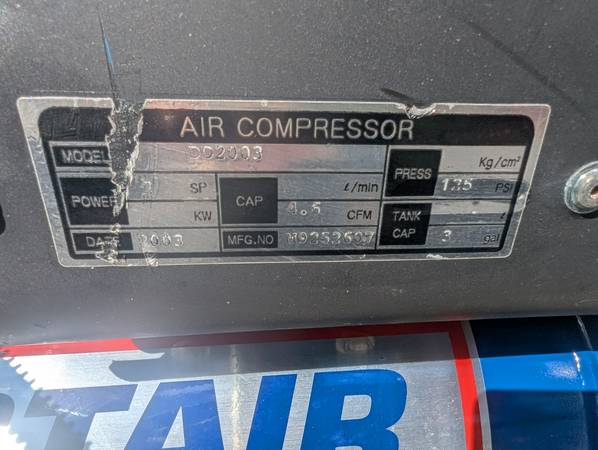 AIR COMPRESSOR
MODEL DD2003
Kg/cm²
PRESS 125 PSI
POWER SP
KW
CAP ℓ/min
4.5 CFM
TANK CAP ℓ
3 gal
DATE 2003 MFG.NO
TAIR